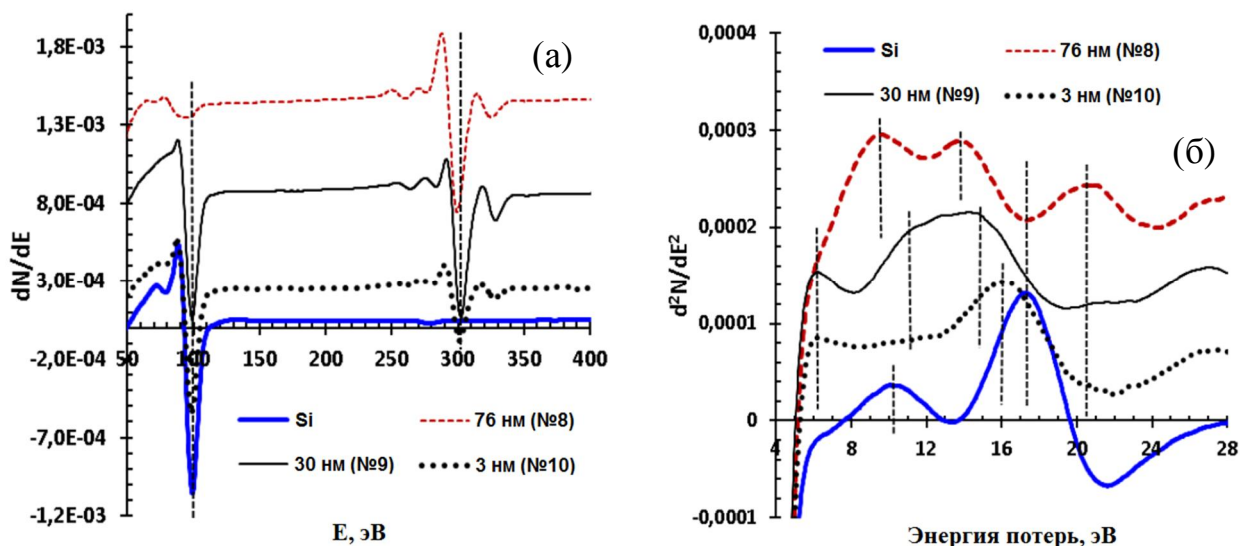 (а)
dN/dE
1,8E-03
1,3E-03
8,0E-04
3,0E-04
-2,0E-04
-7,0E-04
-1,2E-03
50 100 150 200 250 300 350 400
Si 76 нм (№8)
30 нм (№9) 3 нм (№10)
E, эВ
(б)
d²N/dE²
0,0004
0,0003
0,0002
0,0001
0
-0,0001
4 8 12 16 20 24 28
Si 76 нм (№8)
30 нм (№9) 3 нм (№10)
Энергия потерь, эВ